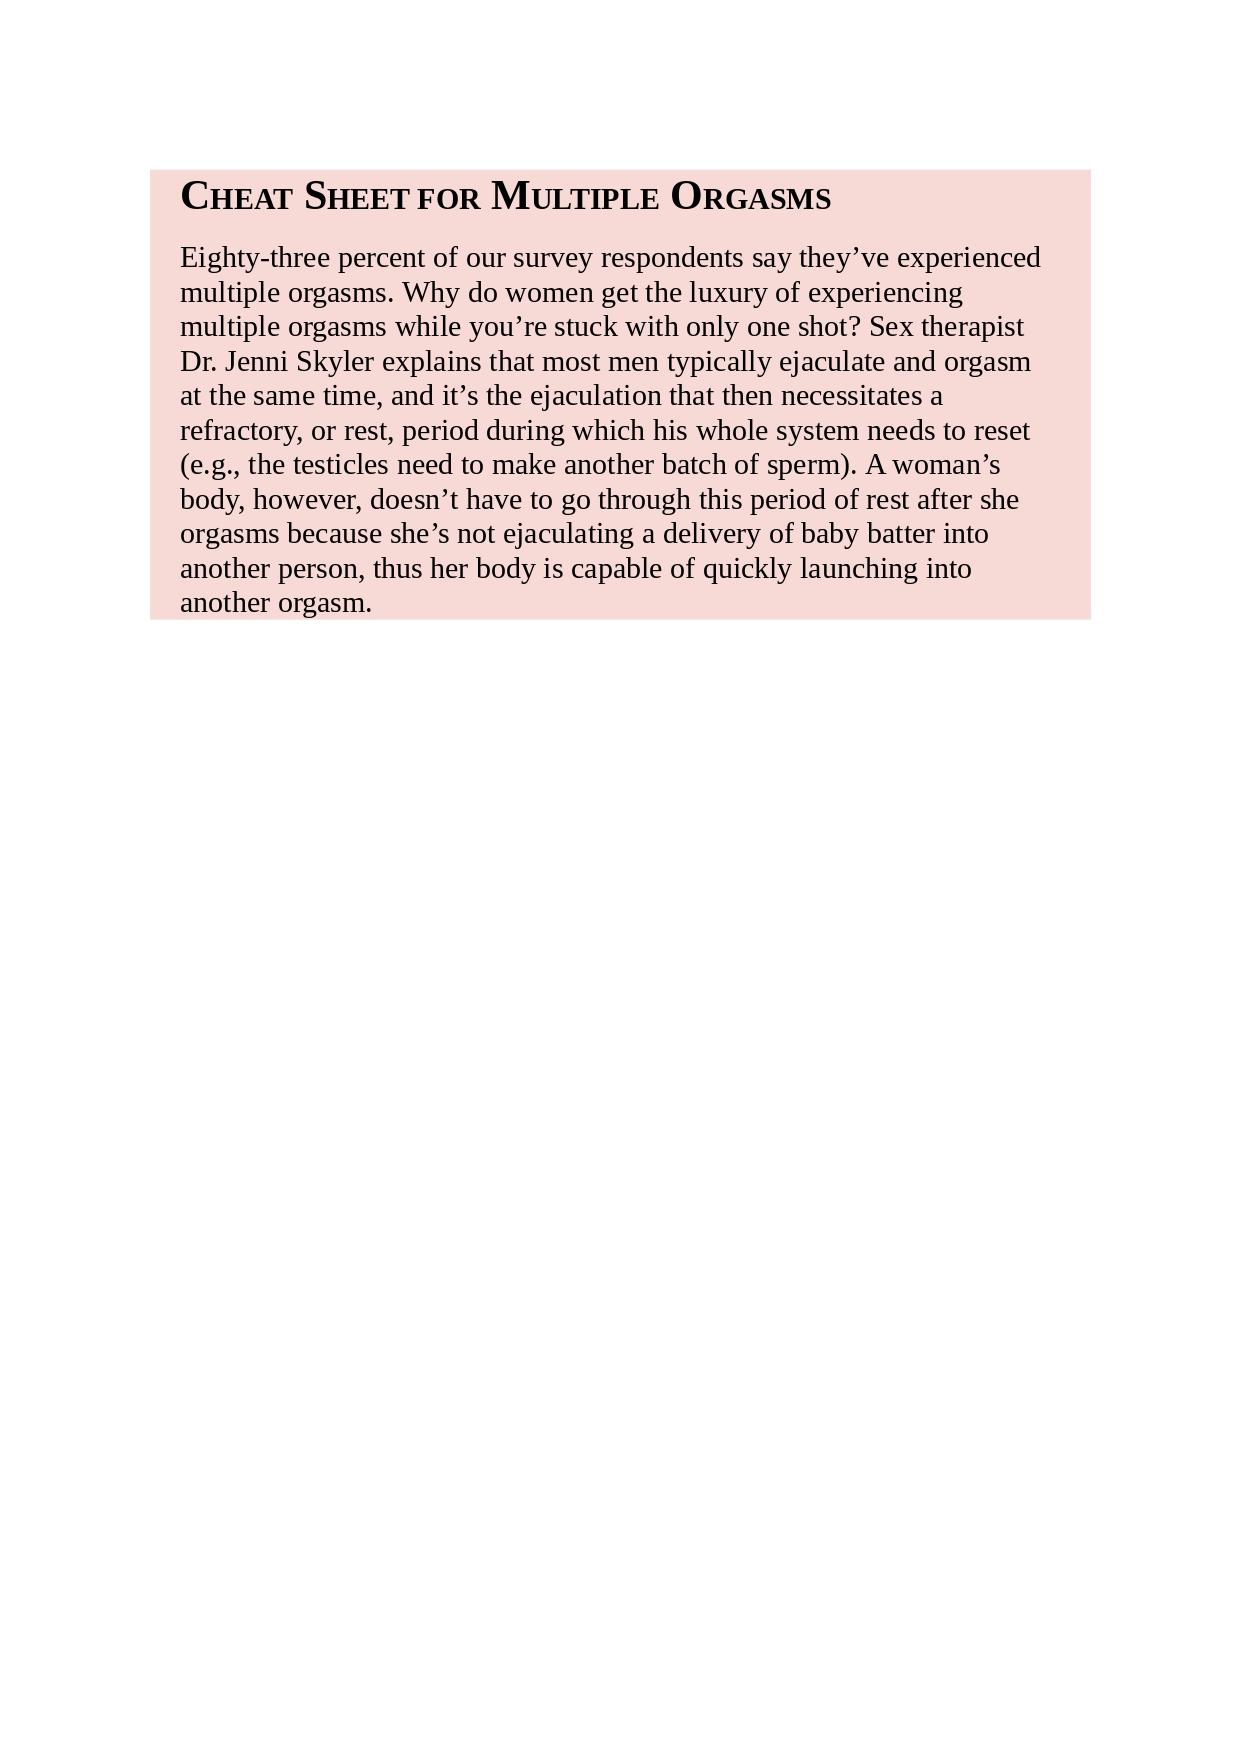 CHEAT SHEET FOR MULTIPLE ORGASMS
Eighty-three percent of our survey respondents say they’ve experienced
multiple orgasms. Why do women get the luxury of experiencing
multiple orgasms while you’re stuck with only one shot? Sex therapist
Dr. Jenni Skyler explains that most men typically ejaculate and orgasm
at the same time, and it’s the ejaculation that then necessitates a
refractory, or rest, period during which his whole system needs to reset
(e.g., the testicles need to make another batch of sperm). A woman’s
body, however, doesn’t have to go through this period of rest after she
orgasms because she’s not ejaculating a delivery of baby batter into
another person, thus her body is capable of quickly launching into
another orgasm.